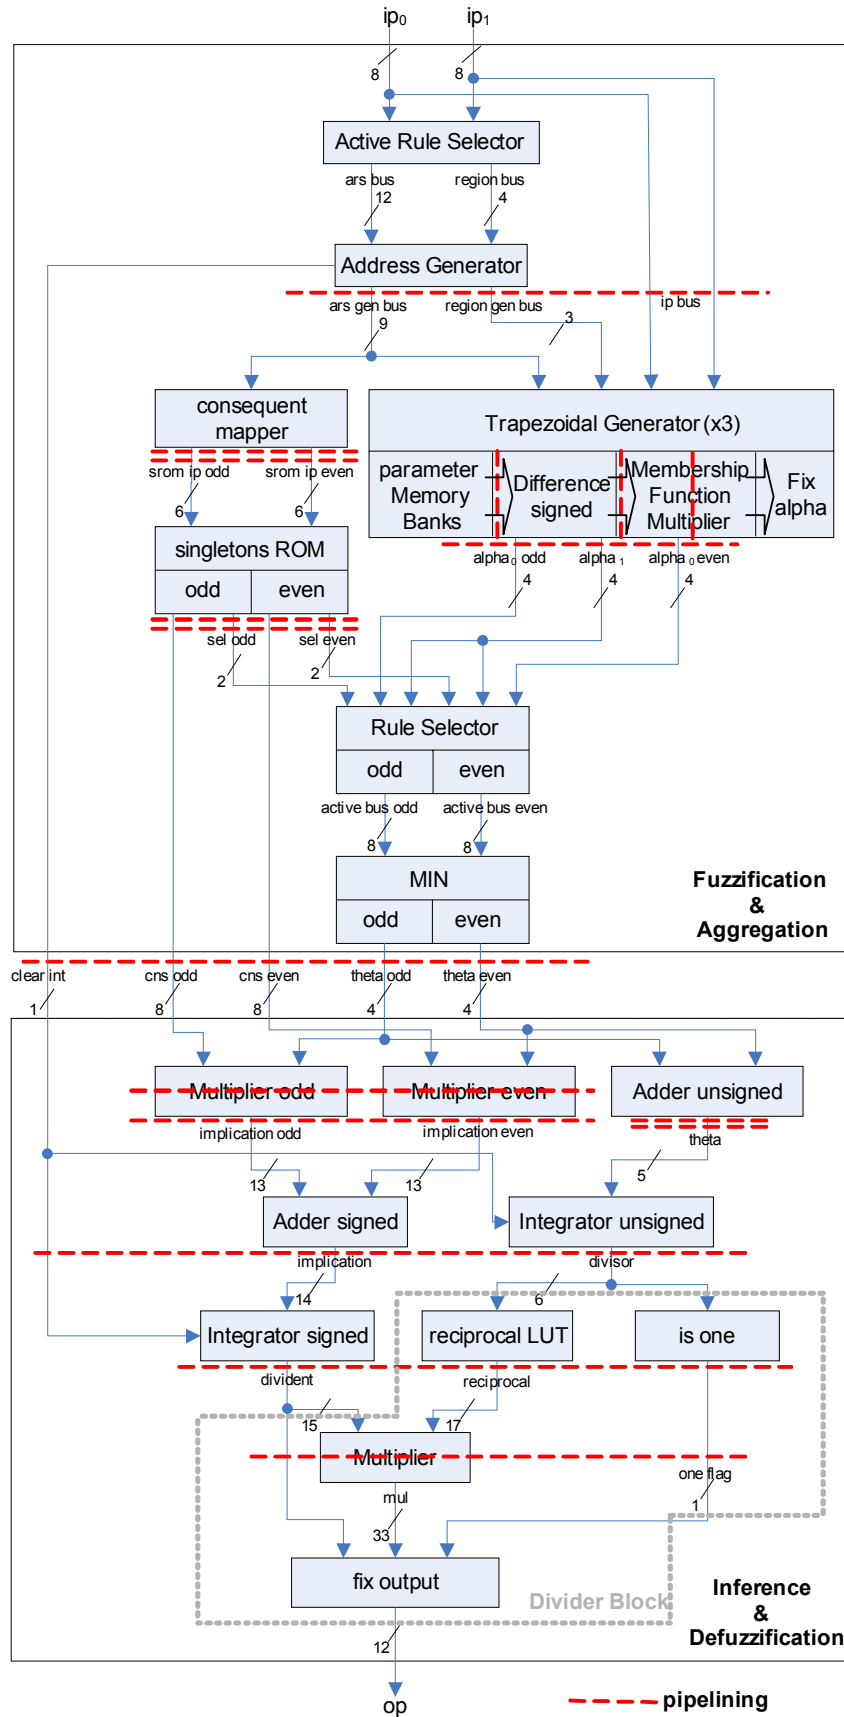 ip0 ip1
8 8
Active Rule Selector
ars bus region bus
12 4
Address Generator
ars gen bus region gen bus ip bus
9 3
consequent
mapper
Trapezoidal Generator (x3)
srom ip odd srom ip even
6 6
parameter
Memory
Banks
Difference
signed
Membership
Function
Multiplier
Fix
alpha
singletons ROM
odd even
alpha0 odd alpha1 alpha0 even
4 4 4
sel odd sel even
2 2
Rule Selector
odd even
active bus odd active bus even
8 8
MIN
odd even
Fuzzification
&
Aggregation
clear int cns odd cns even theta odd theta even
1 8 8 4 4
Multiplier odd Multiplier even Adder unsigned
implication odd implication even theta
13 13 5
Adder signed Integrator unsigned
implication divisor
14 6
Integrator signed reciprocal LUT is one
divident reciprocal
15 17
Multiplier
one flag
1
mul
33
fix output
Divider Block
Inference
&
Defuzzification
12
op
pipelining